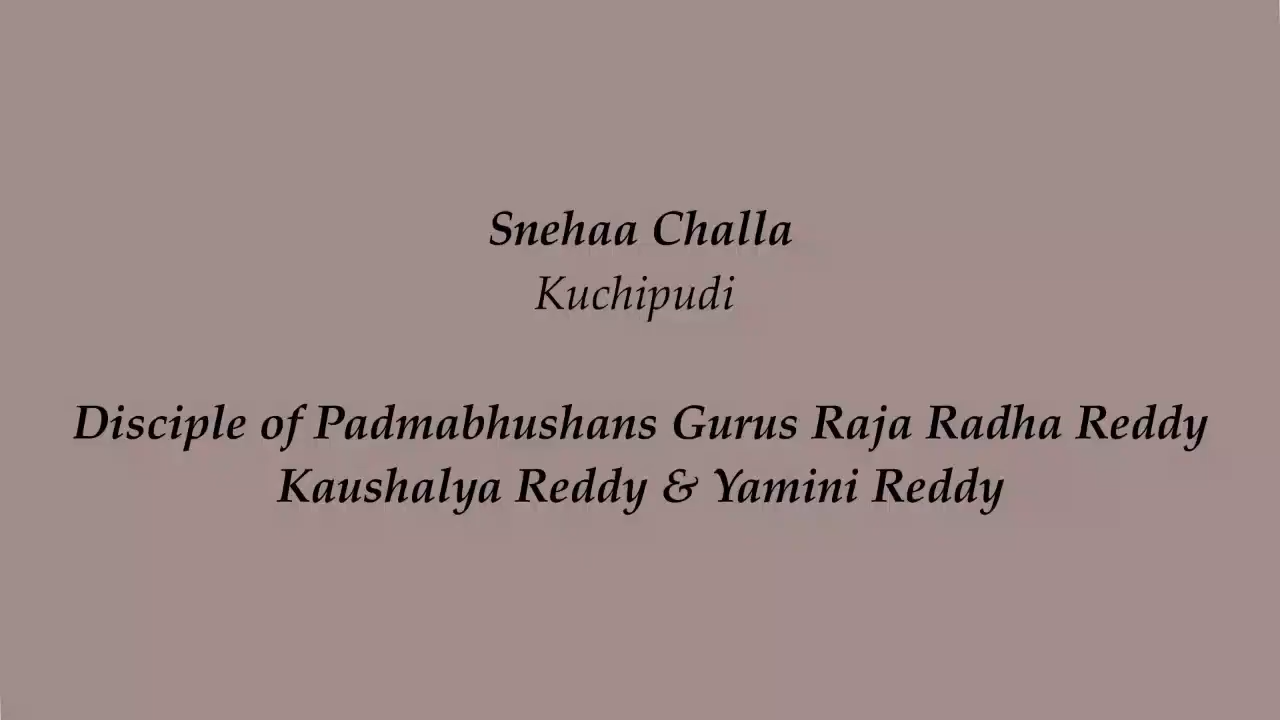 Snehaa Challa
Kuchipudi
Disciple of Padmabhushans Gurus Raja Radha Reddy
Kaushalya Reddy & Yamini Reddy